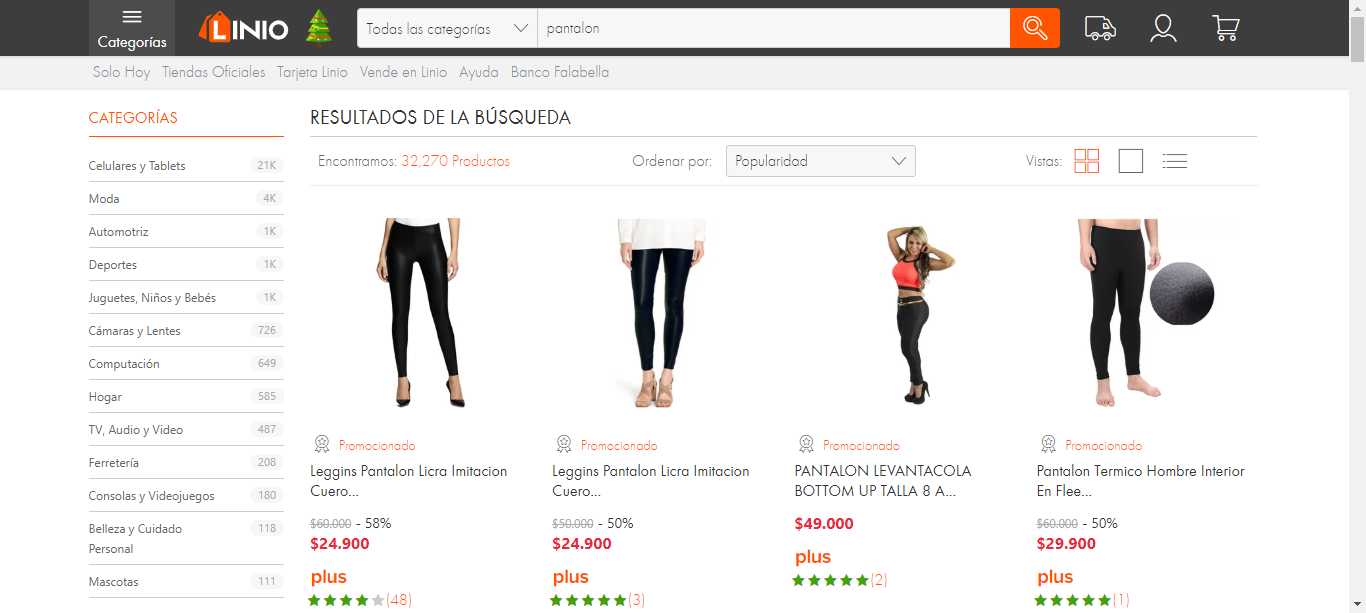 Categorías
LINIO
Todas las categorías
pantalon
Solo Hoy Tiendas Oficiales Tarjeta Linio Vende en Linio Ayuda Banco Falabella
CATEGORÍAS
Celulares y Tablets 21K
Moda 4K
Automotriz 1K
Deportes 1K
Juguetes, Niños y Bebés 1K
Cámaras y Lentes 726
Computación 649
Hogar 585
TV, Audio y Video 487
Ferretería 208
Consolas y Videojuegos 180
Belleza y Cuidado 118
Personal
Mascotas 111
RESULTADOS DE LA BÚSQUEDA
Encontramos: 32,270 Productos
Ordenar por: Popularidad
Vistas:
Promocionado
Leggins Pantalon Licra Imitacion
Cuero...
$60.000 - 58%
$24.900
plus
(48)
Promocionado
Leggins Pantalon Licra Imitacion
Cuero...
$50.000 - 50%
$24.900
plus
(3)
Promocionado
PANTALON LEVANTACOLA
BOTTOM UP TALLA 8 A...
$49.000
plus
(2)
Promocionado
Pantalon Termico Hombre Interior
En Flee...
$60.000 - 50%
$29.900
plus
(1)